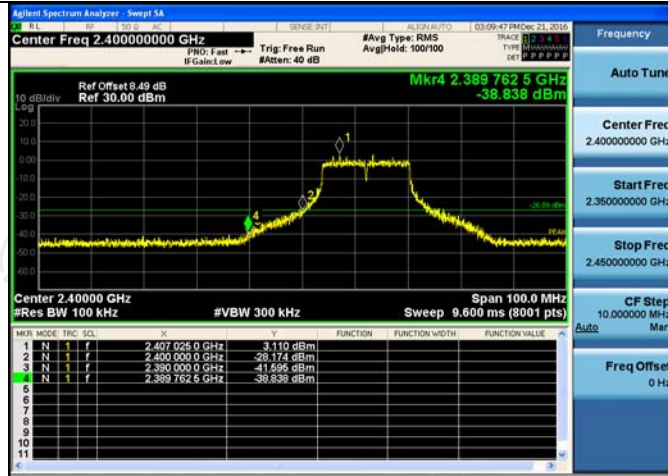 Agilent Spectrum Analyzer - Swept SA
RL RF 50 Ω AC SENSE:INT ALIGN AUTO 03:09:47 PM Dec 21, 2016
Center Freq 2.400000000 GHz
PNO: Fast
IFGain:Low
Trig: Free Run
#Atten: 40 dB
#Avg Type: RMS
Avg|Hold: 100/100
TRACE 1 2 3 4 5 6
TYPE M
DET P P P P P P
Mkr4 2.389 762 5 GHz
-38.838 dBm
Ref Offset 8.49 dB
10 dB/div Ref 30.00 dBm
Log
20.0
10.0
0.00
-10.0
-20.0
-30.0
-40.0
-50.0
-60.0
1
2
4
-26.89 dBm
PEAK
Center 2.40000 GHz Span 100.0 MHz
#Res BW 100 kHz #VBW 300 kHz Sweep 9.600 ms (8001 pts)
MKR MODE TRC SCL X Y FUNCTION FUNCTION WIDTH FUNCTION VALUE
1 N 1 f 2.407 025 0 GHz 3.110 dBm
2 N 1 f 2.400 000 0 GHz -28.174 dBm
3 N 1 f 2.390 000 0 GHz -41.595 dBm
4 N 1 f 2.389 762 5 GHz -38.838 dBm
5
6
7
8
9
10
11
Frequency
Auto Tune
Center Freq
2.400000000 GHz
Start Freq
2.350000000 GHz
Stop Freq
2.450000000 GHz
CF Step
10.000000 MHz
Auto Man
Freq Offset
0 Hz